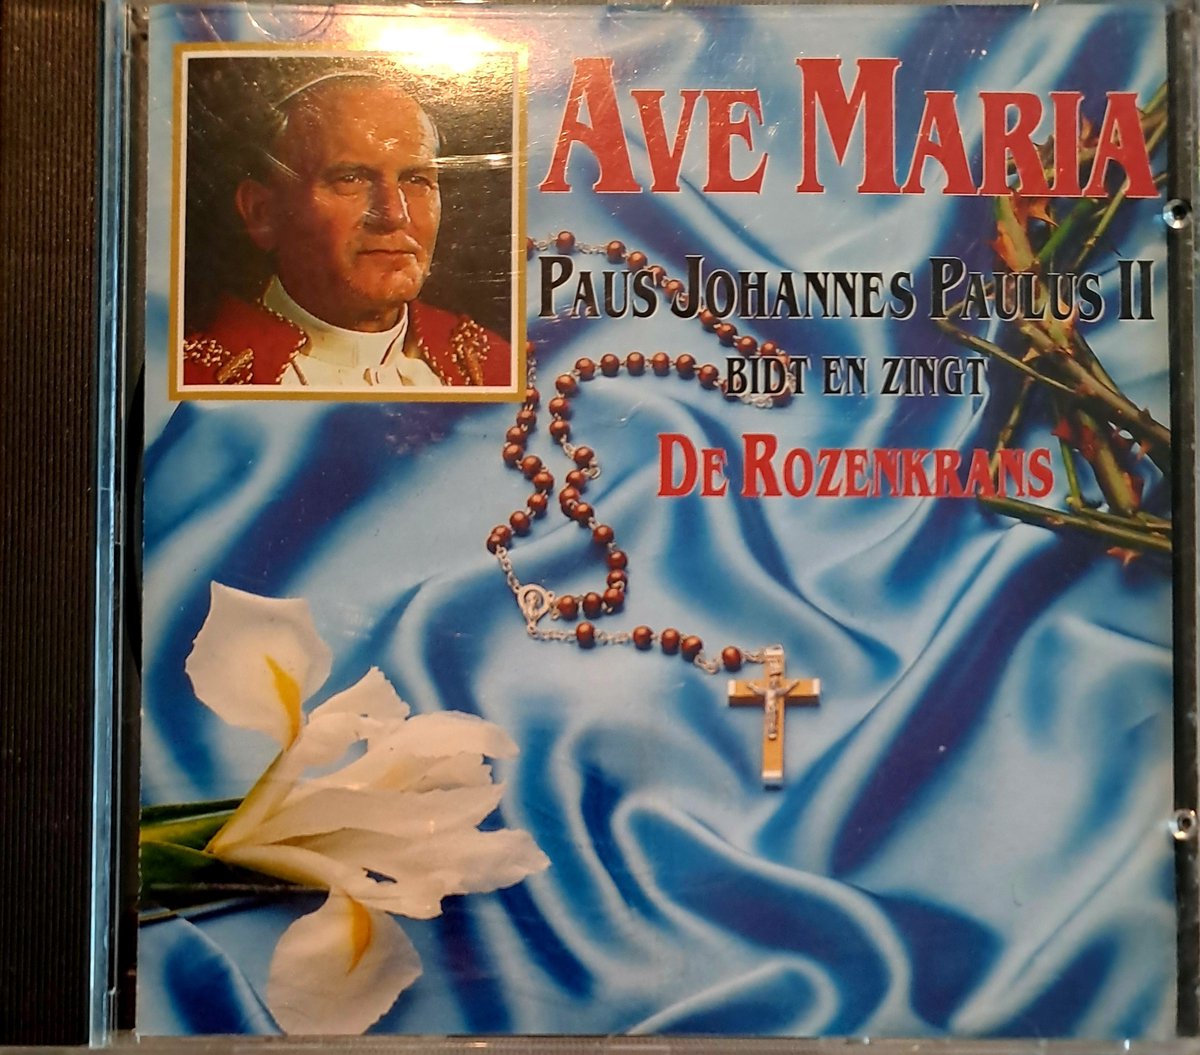 AVE MARIA
PAUS JOHANNES PAULUS II
BIDT EN ZINGT
DE ROZENKRANS